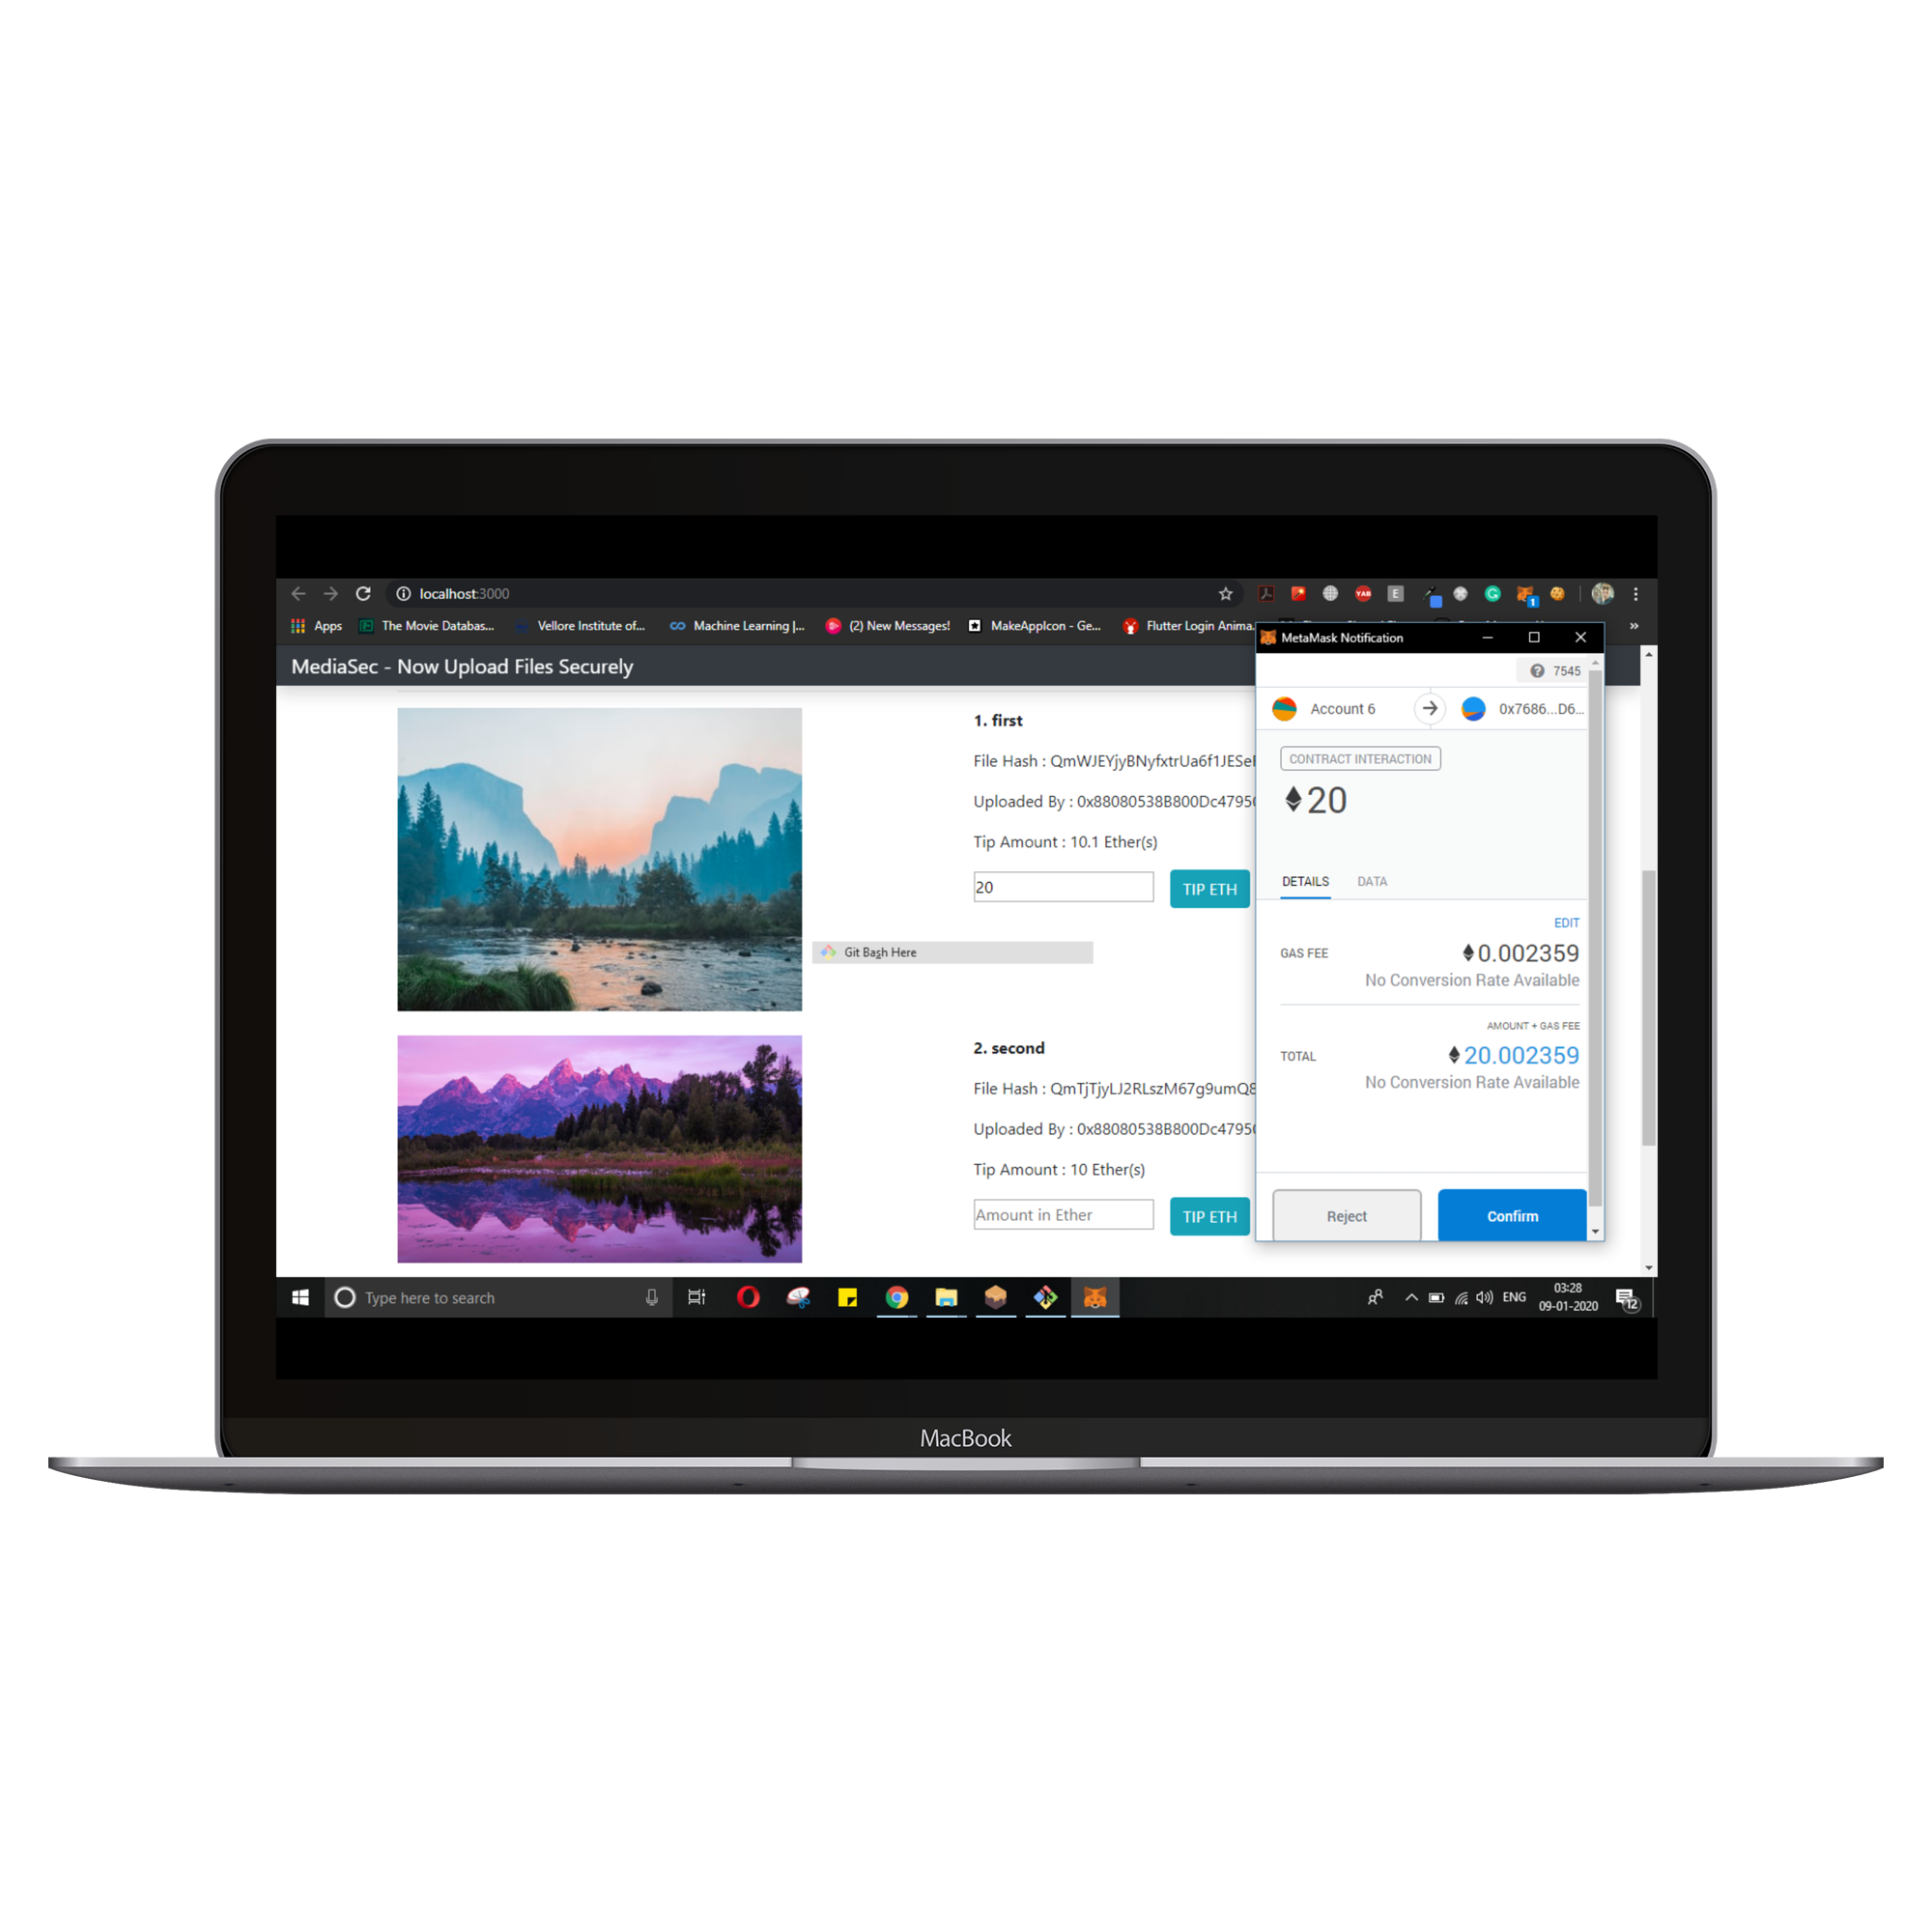 localhost:3000
YAB
E
G
1
Apps
The Movie Databas...
Vellore Institute of...
Machine Learning |...
(2) New Messages!
MakeAppIcon - Ge...
Flutter Login Anima.
»
MediaSec - Now Upload Files Securely
MetaMask Notification
7545
Account 6
0x7686...D6...
CONTRACT INTERACTION
20
DETAILS
DATA
EDIT
GAS FEE
0.002359
No Conversion Rate Available
AMOUNT + GAS FEE
TOTAL
20.002359
No Conversion Rate Available
Reject
Confirm
1. first
File Hash : QmWJEYjyBNyfxtrUa6f1JESe
Uploaded By : 0x88080538B800Dc4795
Tip Amount : 10.1 Ether(s)
20
TIP ETH
Git Bash Here
2. second
File Hash : QmTjTjyLJ2RLszM67g9umQ8
Uploaded By : 0x88080538B800Dc4795
Tip Amount : 10 Ether(s)
Amount in Ether
TIP ETH
Type here to search
ENG
03:28
09-01-2020
12
MacBook